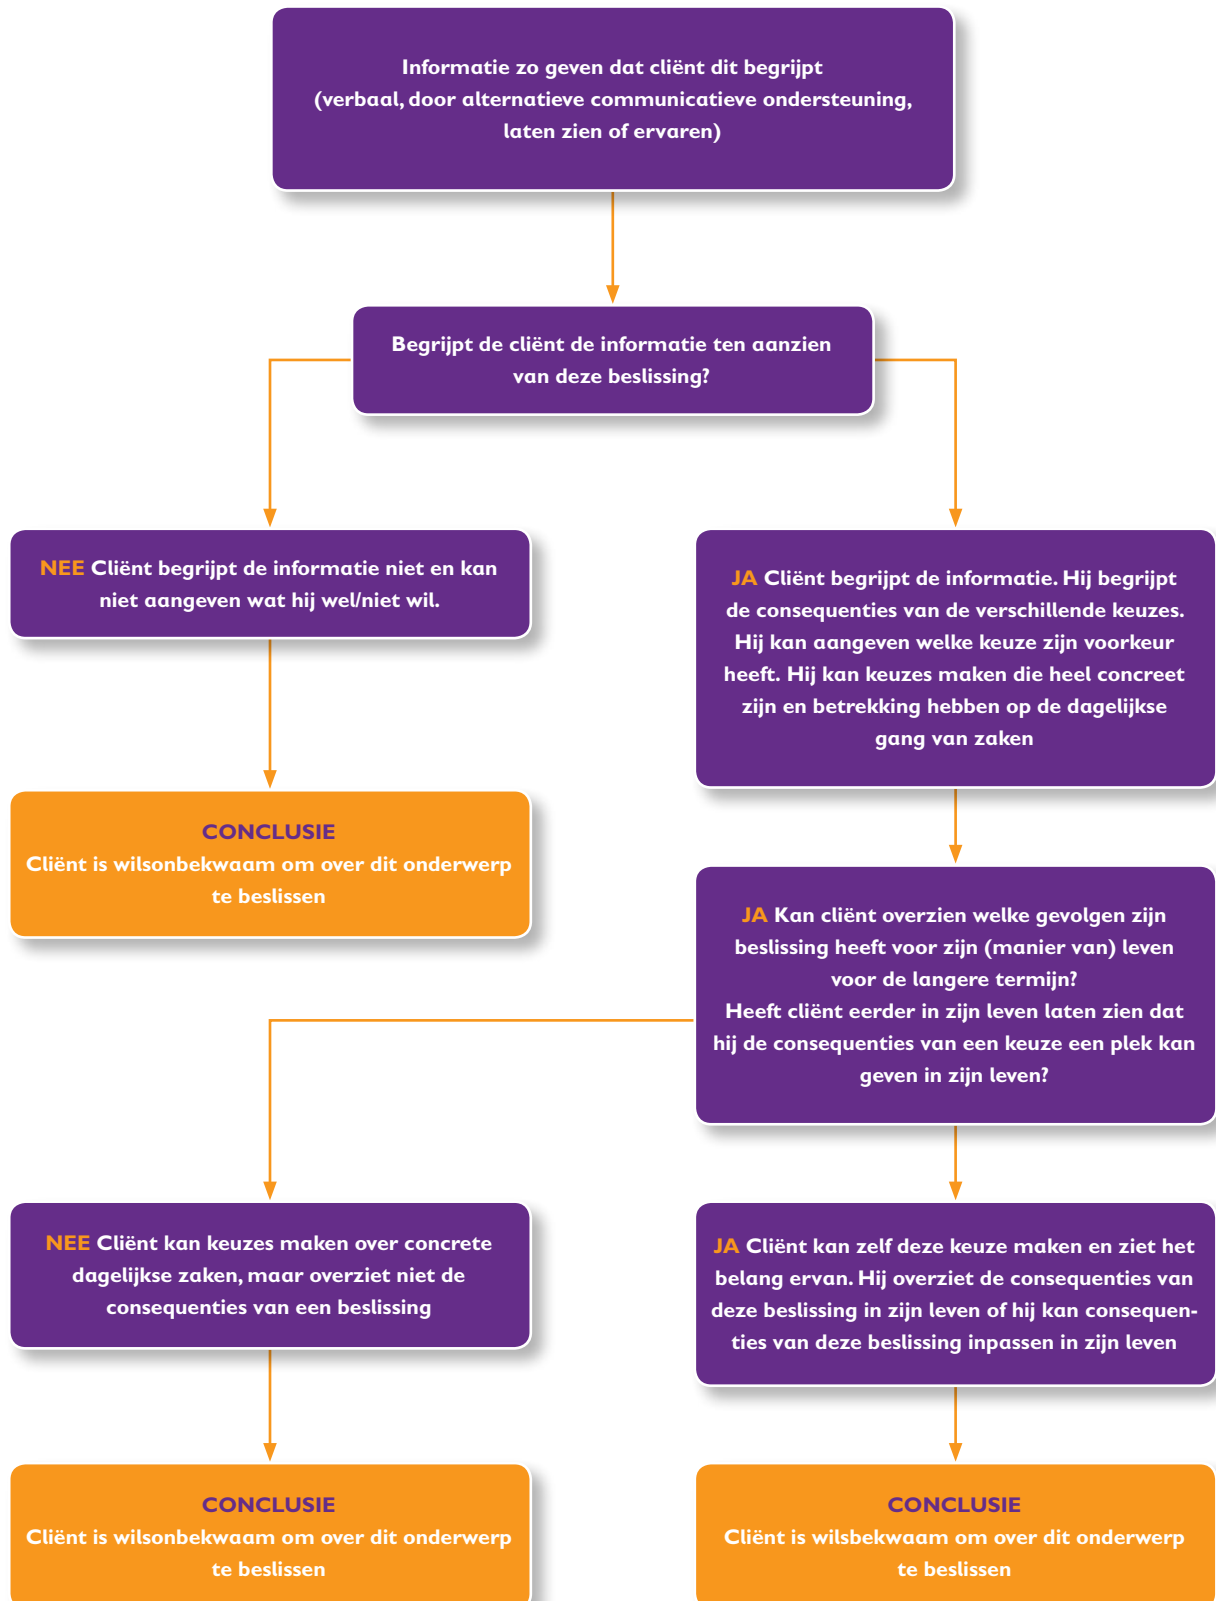 Informatie zo geven dat cliënt dit begrijpt
(verbaal, door alternatieve communicatieve ondersteuning,
laten zien of ervaren)
Begrijpt de cliënt de informatie ten aanzien
van deze beslissing?
NEE Cliënt begrijpt de informatie niet en kan
niet aangeven wat hij wel/niet wil.
JA Cliënt begrijpt de informatie. Hij begrijpt
de consequenties van de verschillende keuzes.
Hij kan aangeven welke keuze zijn voorkeur
heeft. Hij kan keuzes maken die heel concreet
zijn en betrekking hebben op de dagelijkse
gang van zaken
CONCLUSIE
Cliënt is wilsonbekwaam om over dit onderwerp
te beslissen
JA Kan cliënt overzien welke gevolgen zijn
beslissing heeft voor zijn (manier van) leven
voor de langere termijn?
Heeft cliënt eerder in zijn leven laten zien dat
hij de consequenties van een keuze een plek kan
geven in zijn leven?
NEE Cliënt kan keuzes maken over concrete
dagelijkse zaken, maar overziet niet de
consequenties van een beslissing
JA Cliënt kan zelf deze keuze maken en ziet het
belang ervan. Hij overziet de consequenties van
deze beslissing in zijn leven of hij kan consequen-
ties van deze beslissing inpassen in zijn leven
CONCLUSIE
Cliënt is wilsonbekwaam om over dit onderwerp
te beslissen
CONCLUSIE
Cliënt is wilsbekwaam om over dit onderwerp
te beslissen